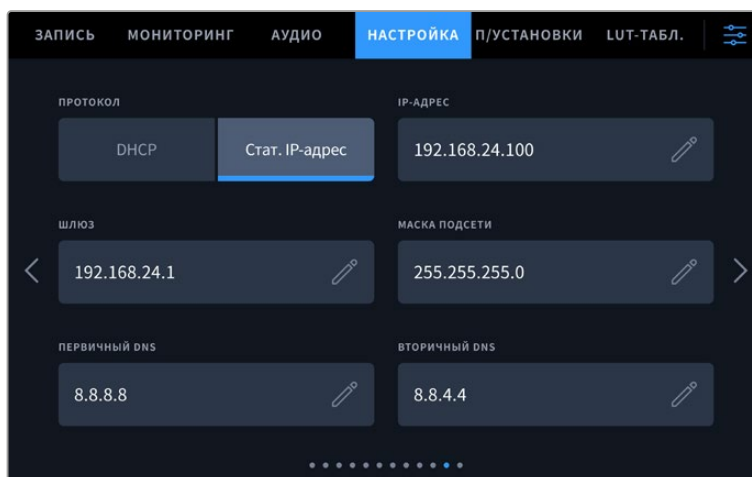 ЗАПИСЬ МОНИТОРИНГ АУДИО НАСТРОЙКА П/УСТАНОВКИ LUT-ТАБЛ.
ПРОТОКОЛ IP-АДРЕС
DHCP Стат. IP-адрес 192.168.24.100
ШЛЮЗ МАСКА ПОДСЕТИ
192.168.24.1 255.255.255.0
ПЕРВИЧНЫЙ DNS ВТОРИЧНЫЙ DNS
8.8.8.8 8.8.4.4